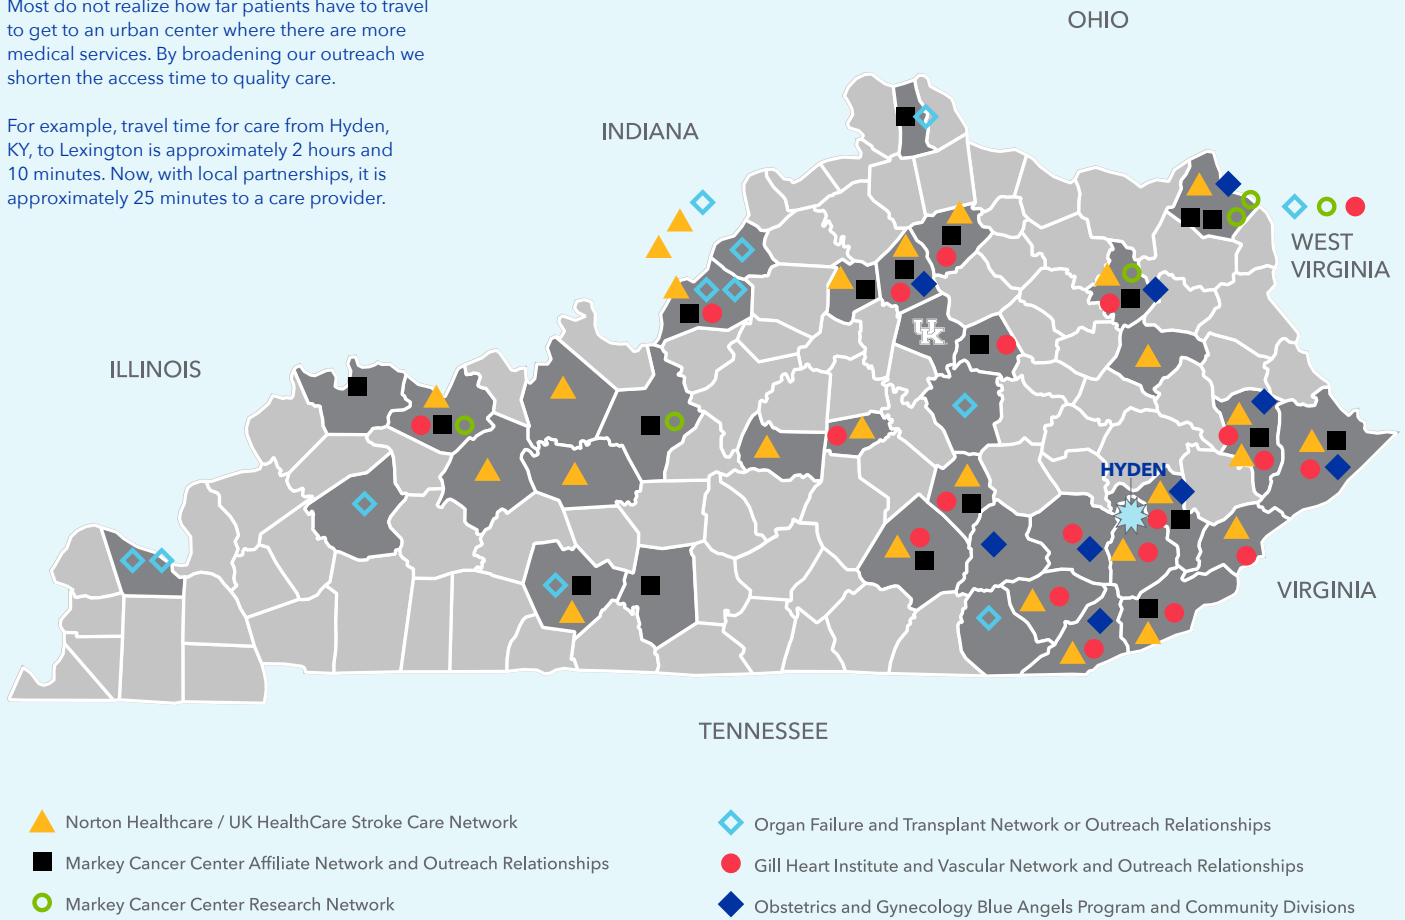 Most do not realize how far patients have to travel
to get to an urban center where there are more
medical services. By broadening our outreach we
shorten the access time to quality care.
For example, travel time for care from Hyden,
KY, to Lexington is approximately 2 hours and
10 minutes. Now, with local partnerships, it is
approximately 25 minutes to a care provider.
OHIO
INDIANA
WEST
VIRGINIA
ILLINOIS
UK
HYDEN
VIRGINIA
TENNESSEE
Norton Healthcare / UK HealthCare Stroke Care Network
Markey Cancer Center Affiliate Network and Outreach Relationships
Markey Cancer Center Research Network
Organ Failure and Transplant Network or Outreach Relationships
Gill Heart Institute and Vascular Network and Outreach Relationships
Obstetrics and Gynecology Blue Angels Program and Community Divisions